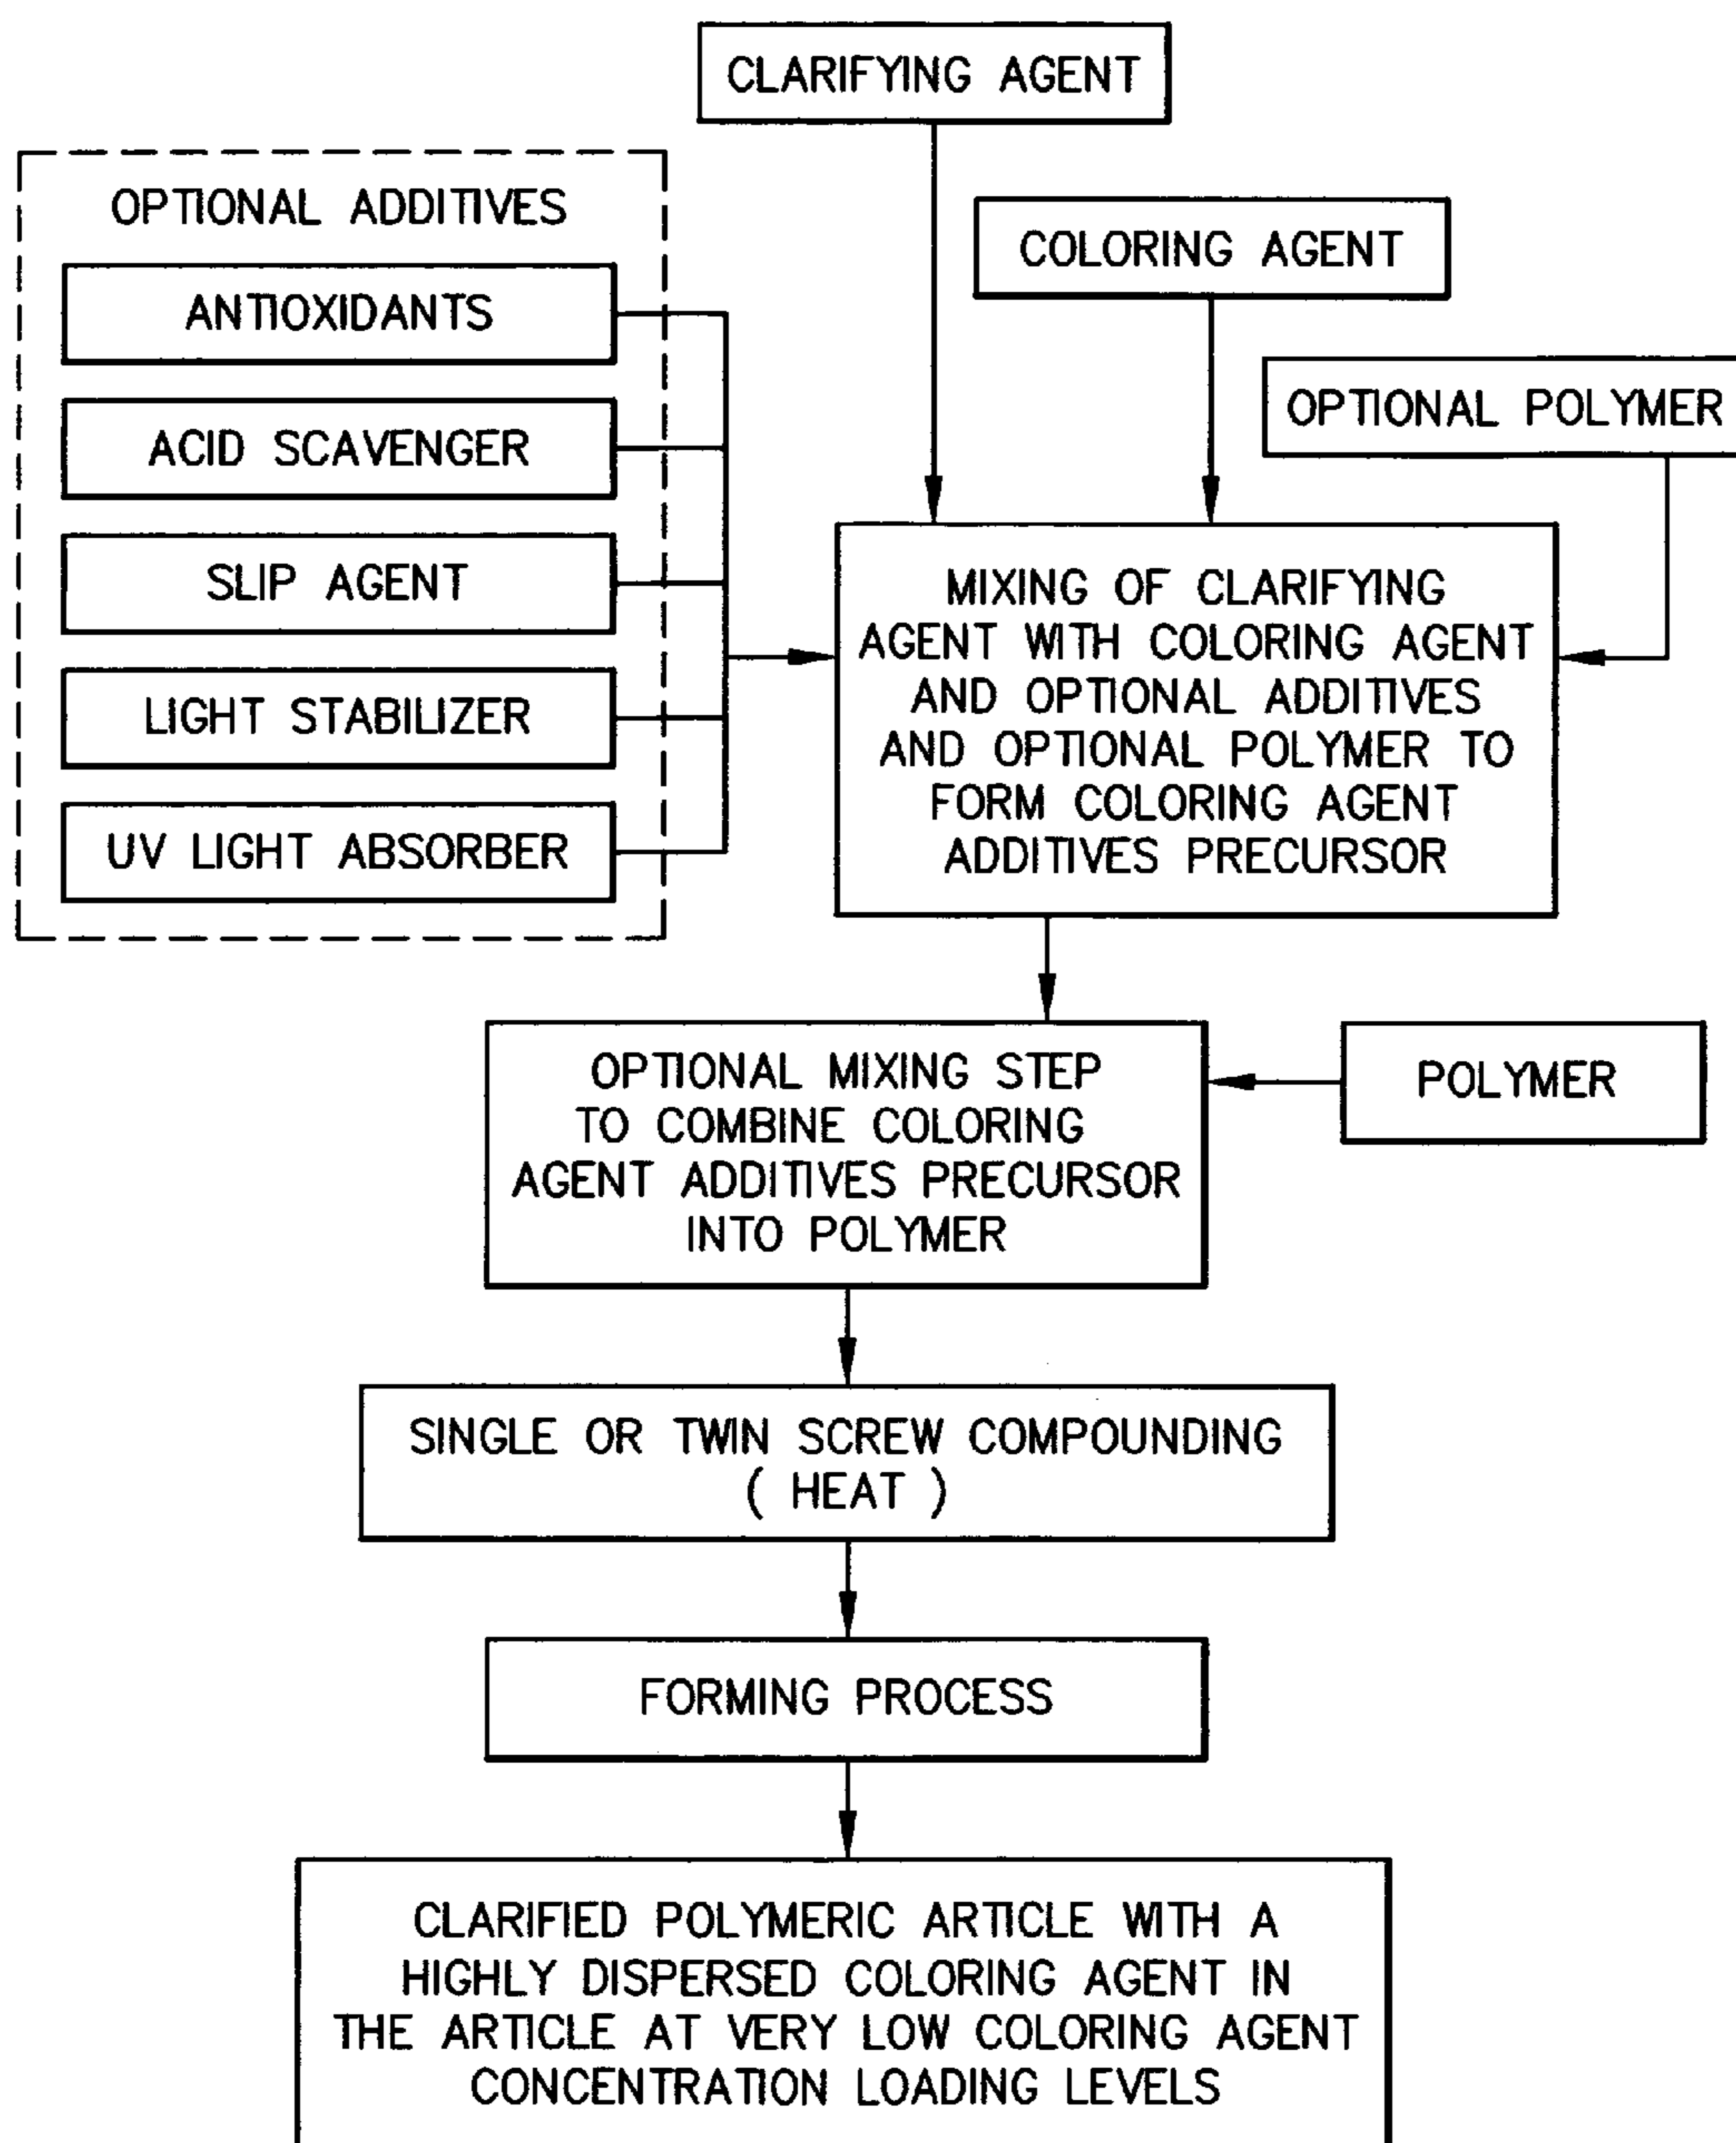 CLARIFYING AGENT
OPTIONAL ADDITIVES
COLORING AGENT
ANTIOXIDANTS
OPTIONAL POLYMER
ACID SCAVENGER
SLIP AGENT
LIGHT STABILIZER
UV LIGHT ABSORBER
MIXING OF CLARIFYING
AGENT WITH COLORING AGENT
AND OPTIONAL ADDITIVES
AND OPTIONAL POLYMER TO
FORM COLORING AGENT
ADDITIVES PRECURSOR
OPTIONAL MIXING STEP
TO COMBINE COLORING
AGENT ADDITIVES PRECURSOR
INTO POLYMER
POLYMER
SINGLE OR TWIN SCREW COMPOUNDING
( HEAT )
FORMING PROCESS
CLARIFIED POLYMERIC ARTICLE WITH A
HIGHLY DISPERSED COLORING AGENT IN
THE ARTICLE AT VERY LOW COLORING AGENT
CONCENTRATION LOADING LEVELS